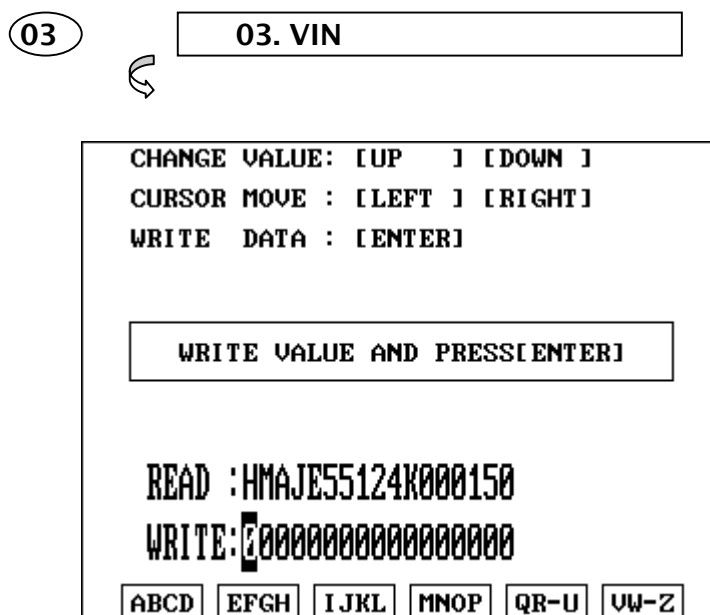 03
03. VIN
CHANGE VALUE: [UP   ] [DOWN ]
CURSOR MOVE : [LEFT ] [RIGHT]
WRITE  DATA : [ENTER]
WRITE VALUE AND PRESS[ENTER]
READ :HMAJE55124K000150
WRITE:00000000000000000
ABCD EFGH IJKL MNOP QR-U VW-Z